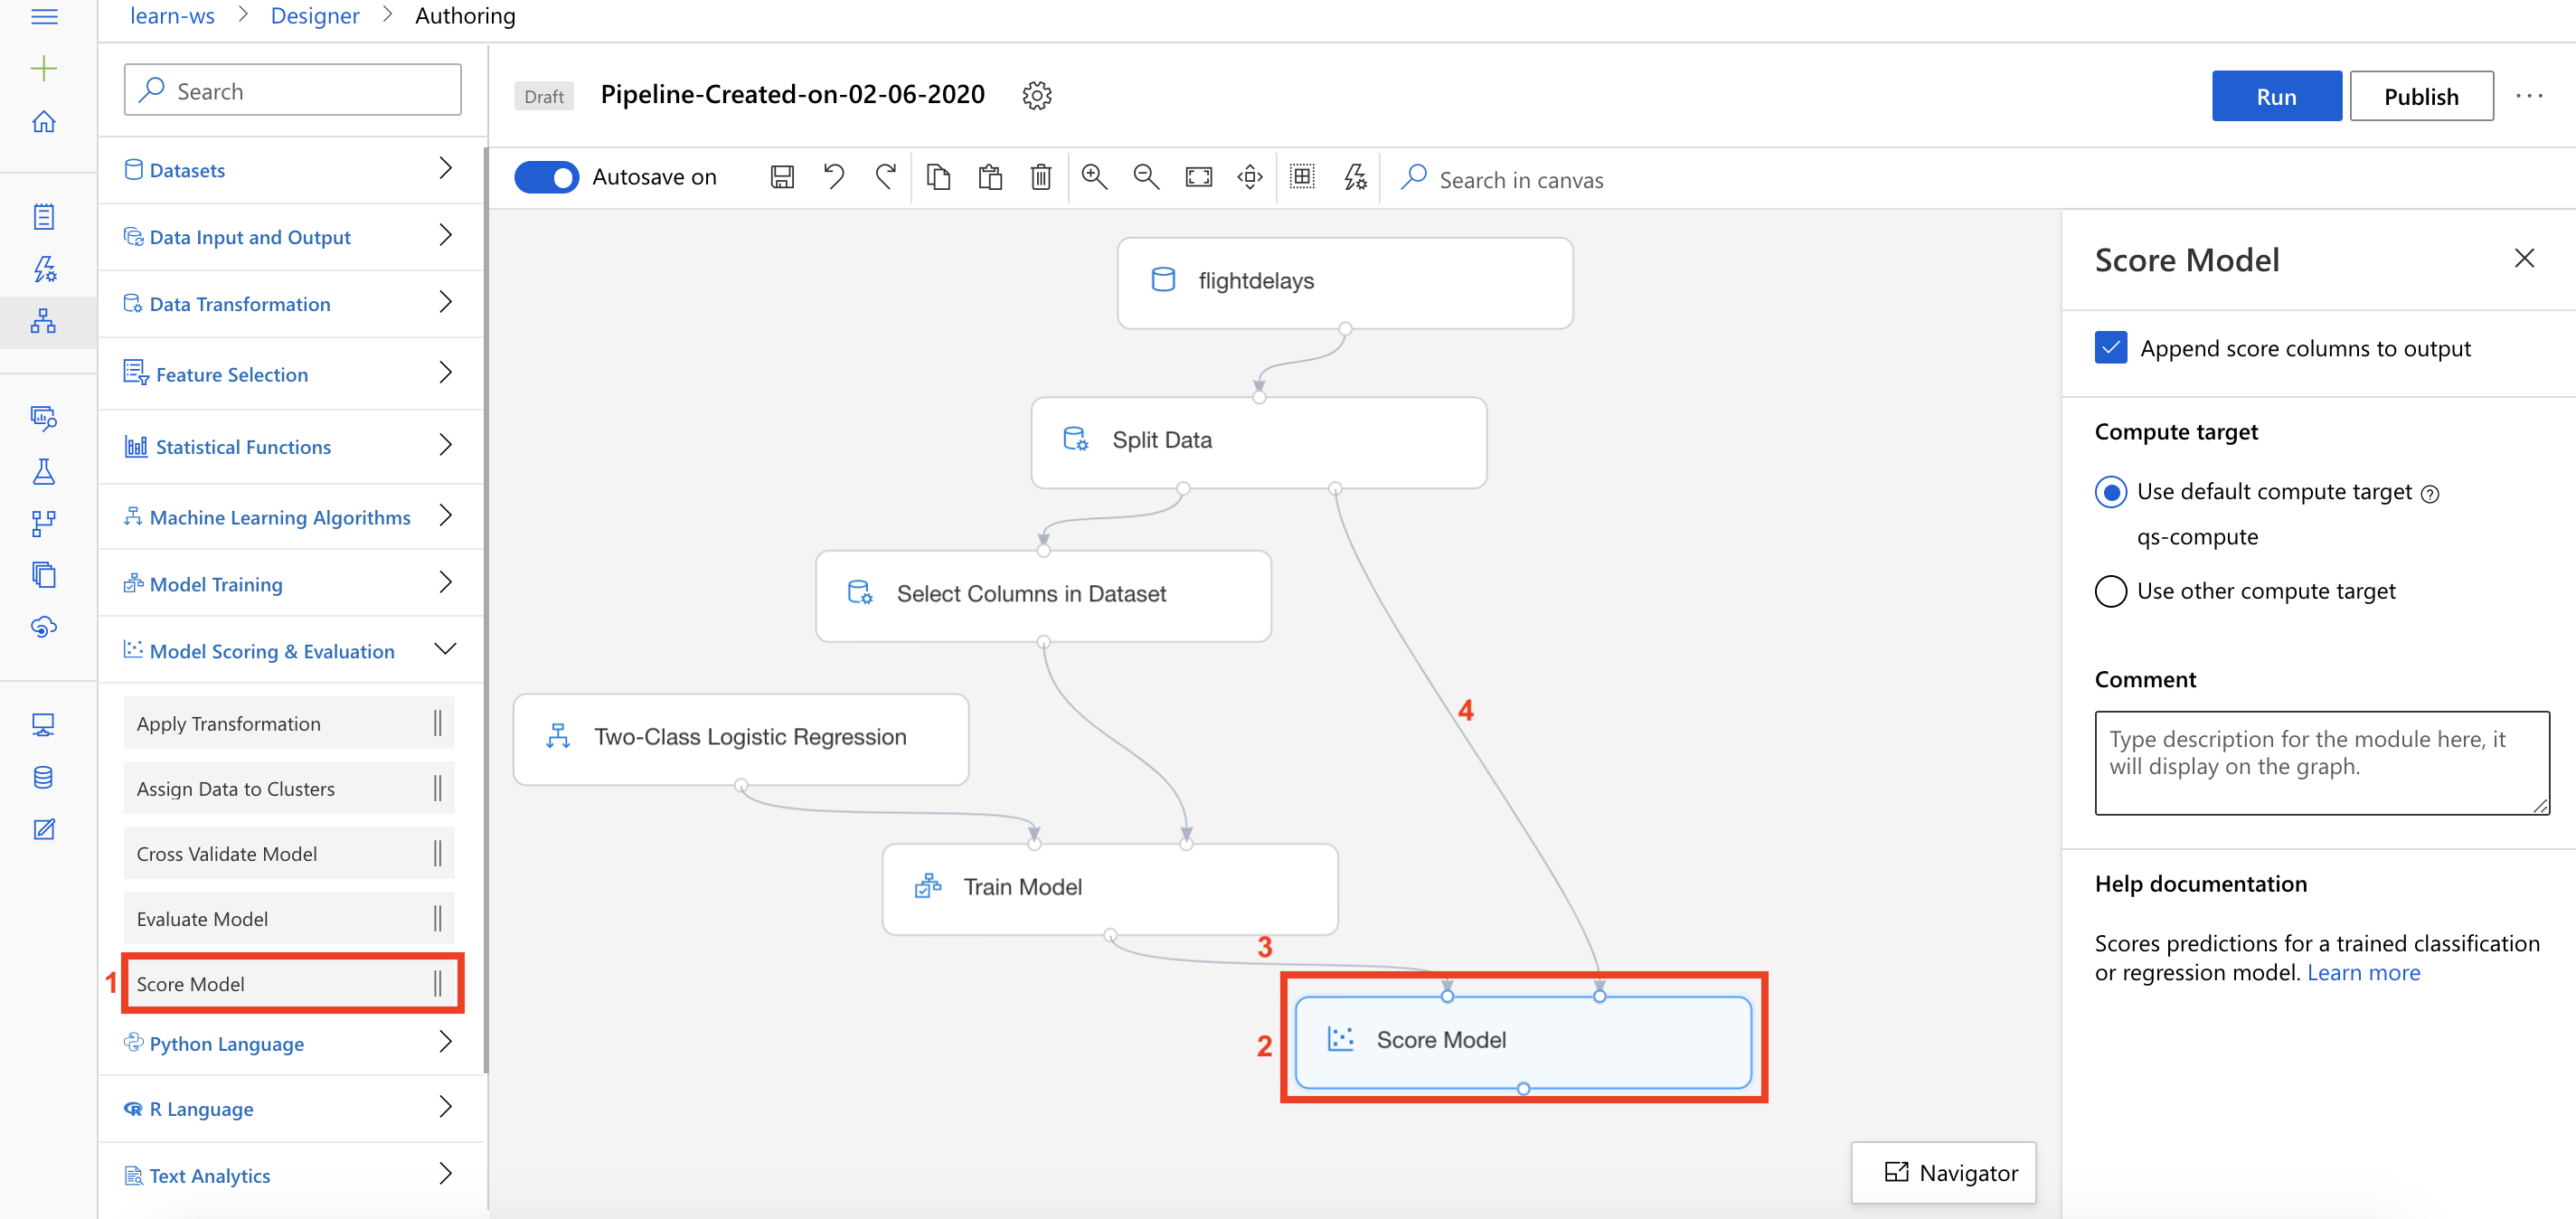 learn-ws > Designer > Authoring
Search
Datasets
Data Input and Output
Data Transformation
Feature Selection
Statistical Functions
Machine Learning Algorithms
Model Training
Model Scoring & Evaluation
Apply Transformation
Assign Data to Clusters
Cross Validate Model
Evaluate Model
1
Score Model
Python Language
R Language
Text Analytics
Draft
Pipeline-Created-on-02-06-2020
Run
Publish
...
Autosave on
Search in canvas
flightdelays
Split Data
Select Columns in Dataset
Two-Class Logistic Regression
4
Train Model
3
2
Score Model
Navigator
Score Model
Append score columns to output
Compute target
Use default compute target
qs-compute
Use other compute target
Comment
Type description for the module here, it
will display on the graph.
Help documentation
Scores predictions for a trained classification
or regression model. Learn more